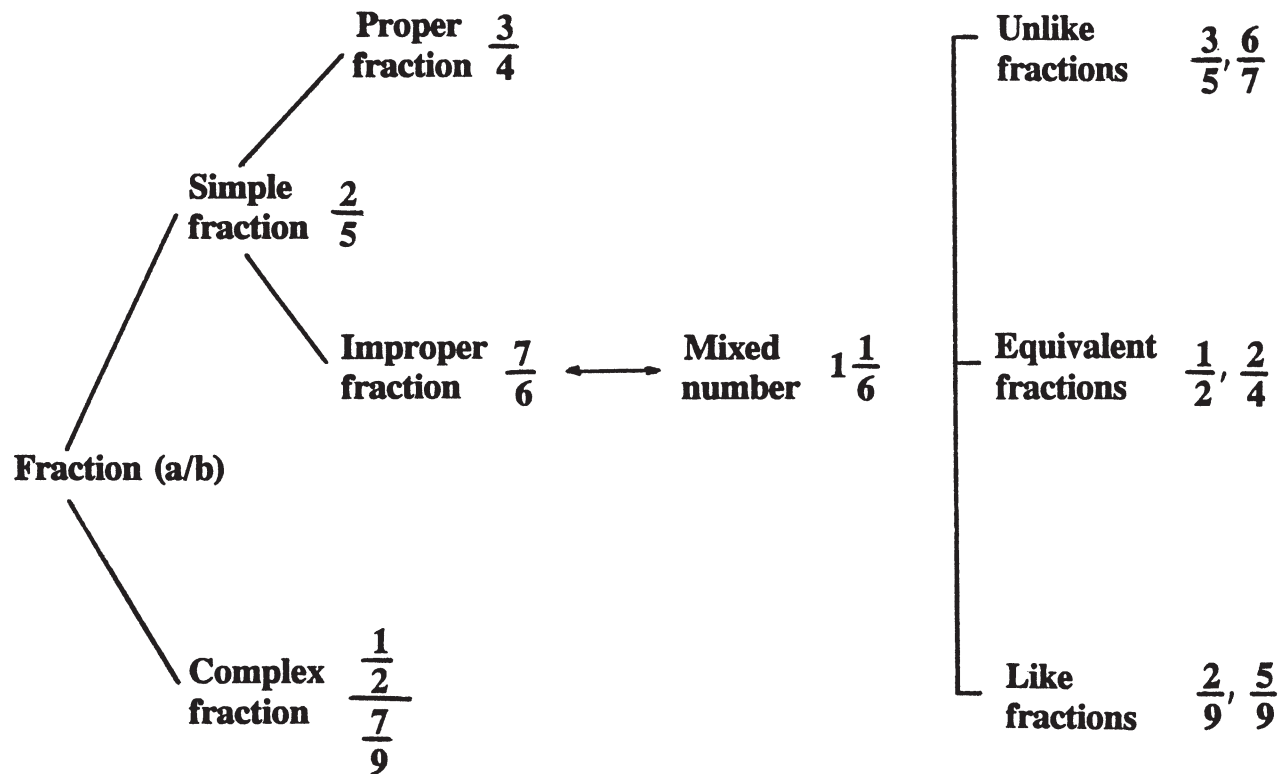 Proper fraction 3/4
Simple fraction 2/5
Improper fraction 7/6
Mixed number 1 1/6
Fraction (a/b)
Complex fraction 1/2 / 7/9
Unlike fractions 3/5, 6/7
Equivalent fractions 1/2, 2/4
Like fractions 2/9, 5/9